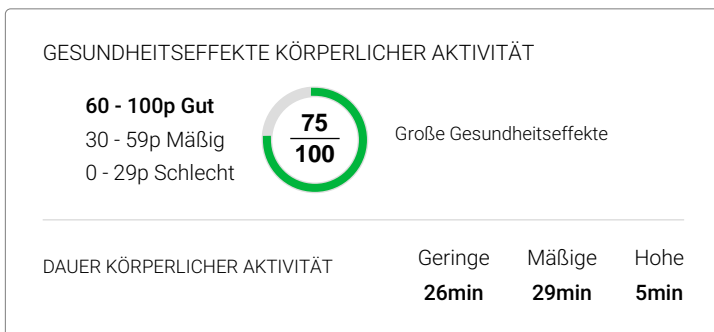 GESUNDHEITSEFFEKTE KÖRPERLICHER AKTIVITÄT
60 - 100p Gut
30 - 59p Mäßig
0 - 29p Schlecht
75
100
Große Gesundheitseffekte
DAUER KÖRPERLICHER AKTIVITÄT
Geringe Mäßige Hohe
26min 29min 5min